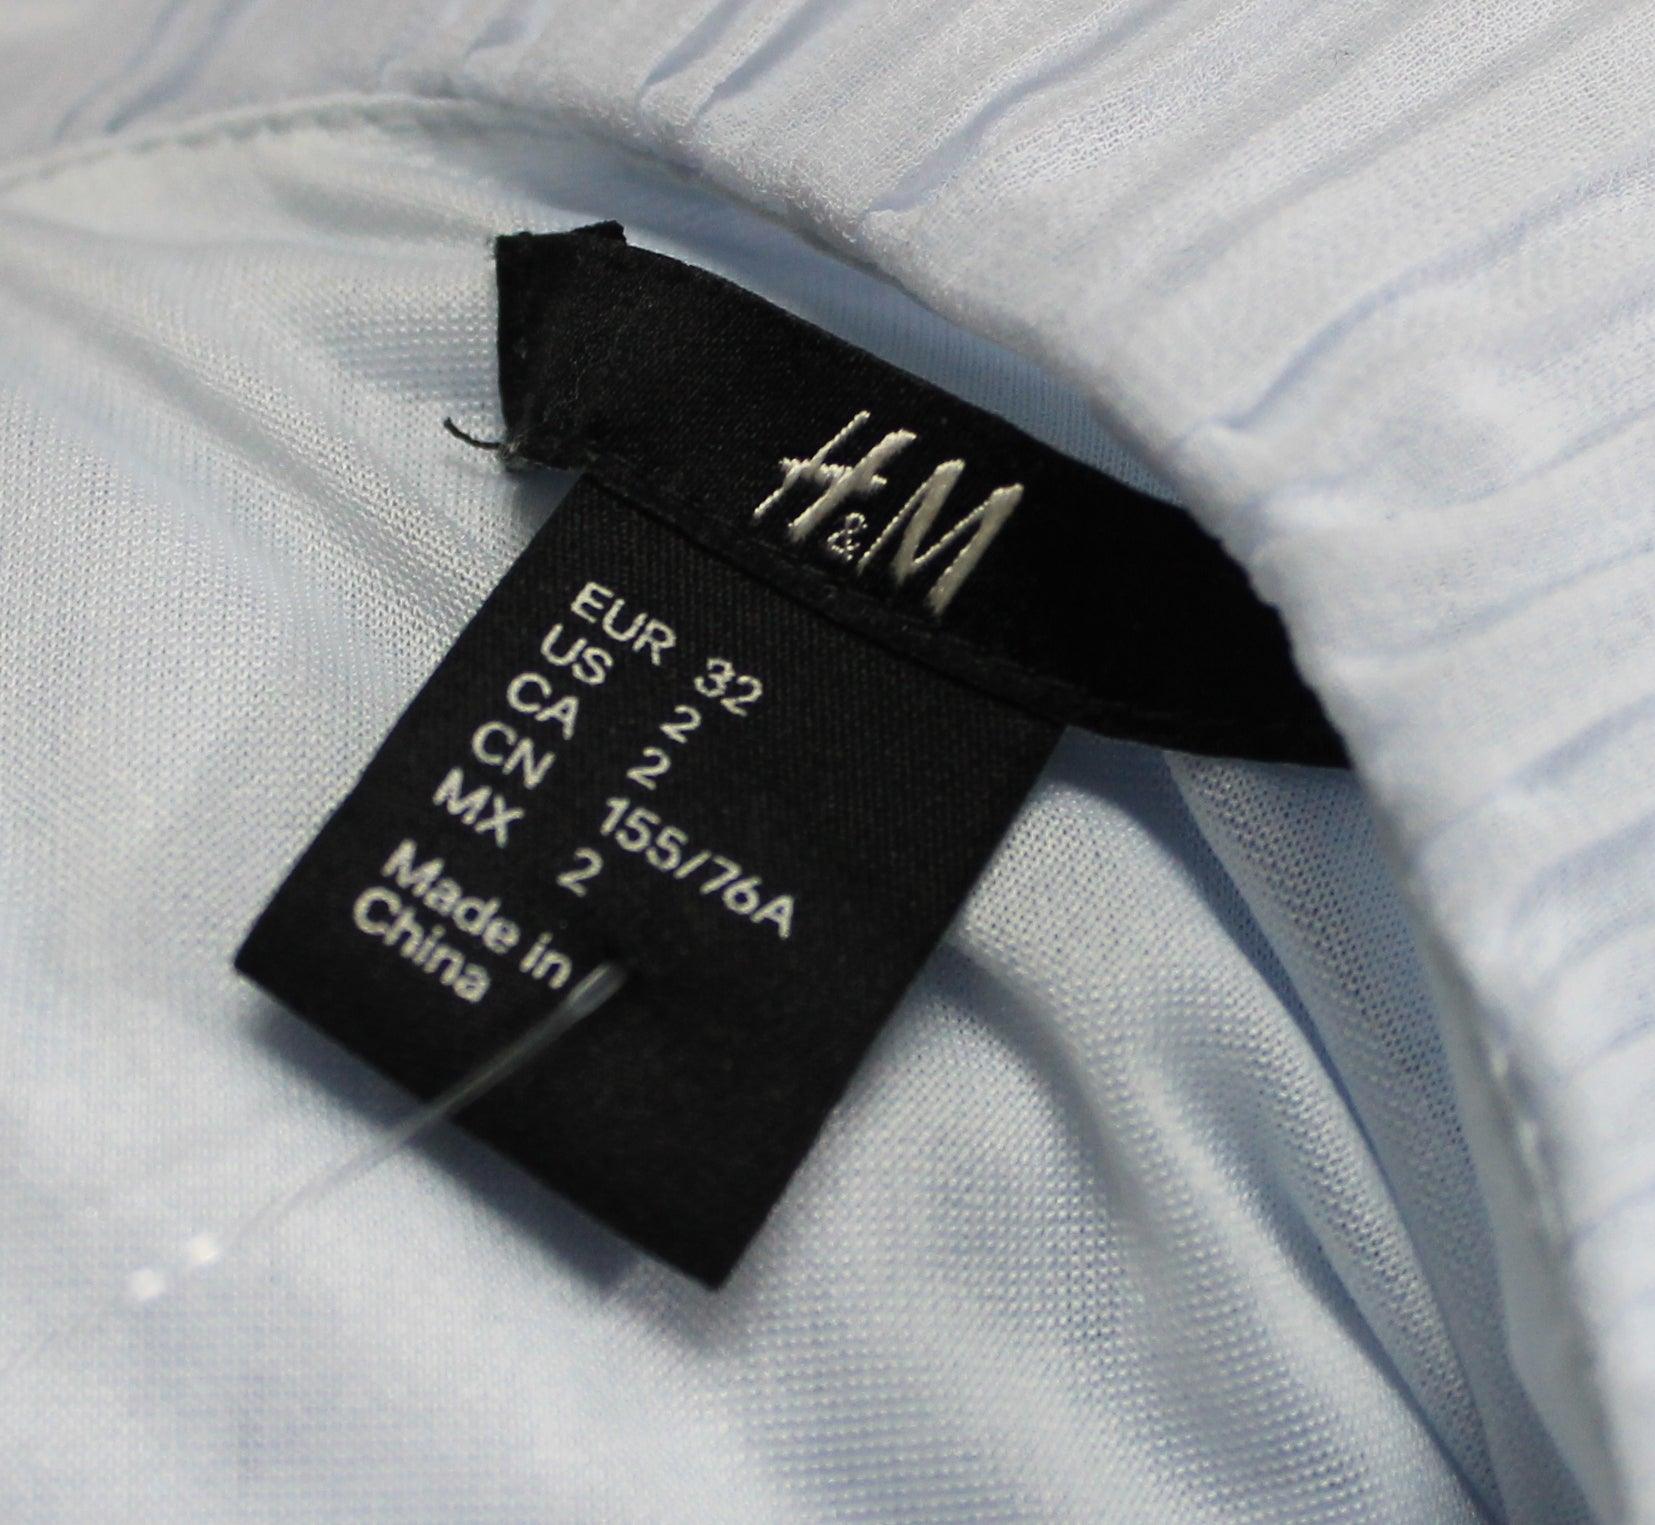 H&M
EUR 32
US 2
CA 2
CN 155/76A
MX 2
Made in
China